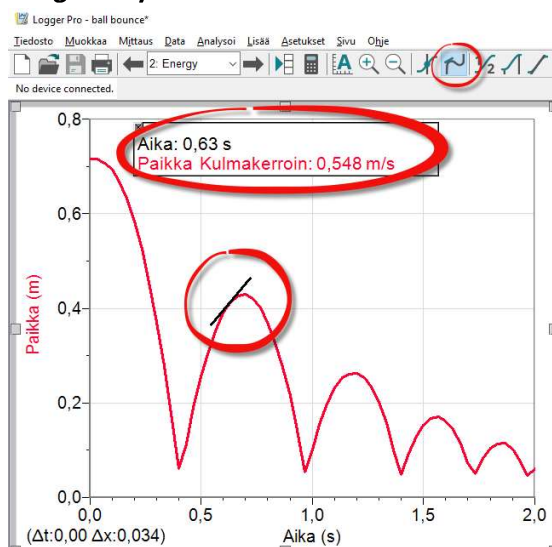 Logger Pro - ball bounce*
Tiedosto Muokkaa Mittaus Data Analysoi Lisää Asetukset Sivu Ohje
2: Energy
No device connected.
Aika: 0,63 s
Paikka Kulmakerroin: 0,548 m/s
0,8
0,6
0,4
0,2
0,0
Paikka (m)
0,0 0,5 1,0 1,5 2,0
(Δt:0,00 Δx:0,034) Aika (s)